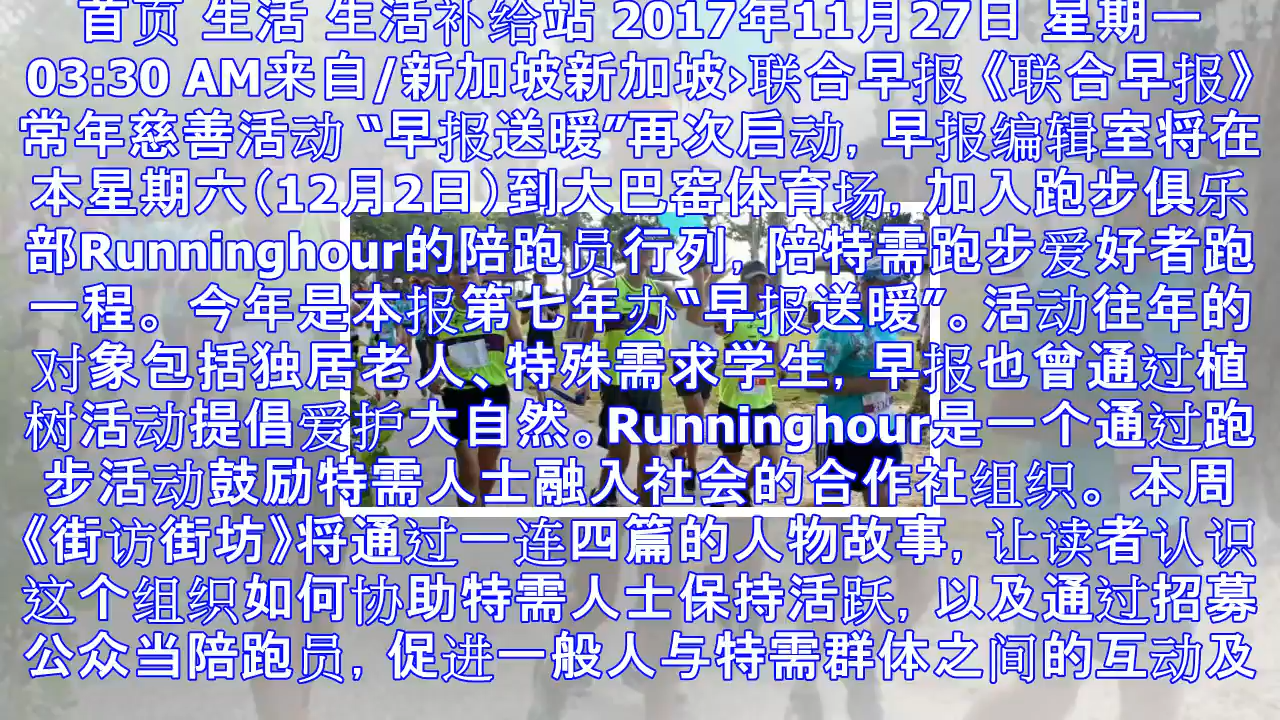 首页 生活 生活补给站 2017年11月27日 星期一
03:30 AM来自/新加坡新加坡>联合早报《联合早报》
常年慈善活动 “早报送暖”再次启动, 早报编辑室将在
本星期六(12月2日)到大巴窑体育场, 加入跑步俱乐
部Runninghour的陪跑员行列, 陪特需跑步爱好者跑
一程。今年是本报第七年办“早报送暖”。活动往年的
对象包括独居老人、特殊需求学生, 早报也曾通过植
树活动提倡爱护大自然。Runninghour是一个通过跑
步活动鼓励特需人士融入社会的合作社组织。本周
《街访街坊》将通过一连四篇的人物故事, 让读者认识
这个组织如何协助特需人士保持活跃, 以及通过招募
公众当陪跑员, 促进一般人与特需群体之间的互动及